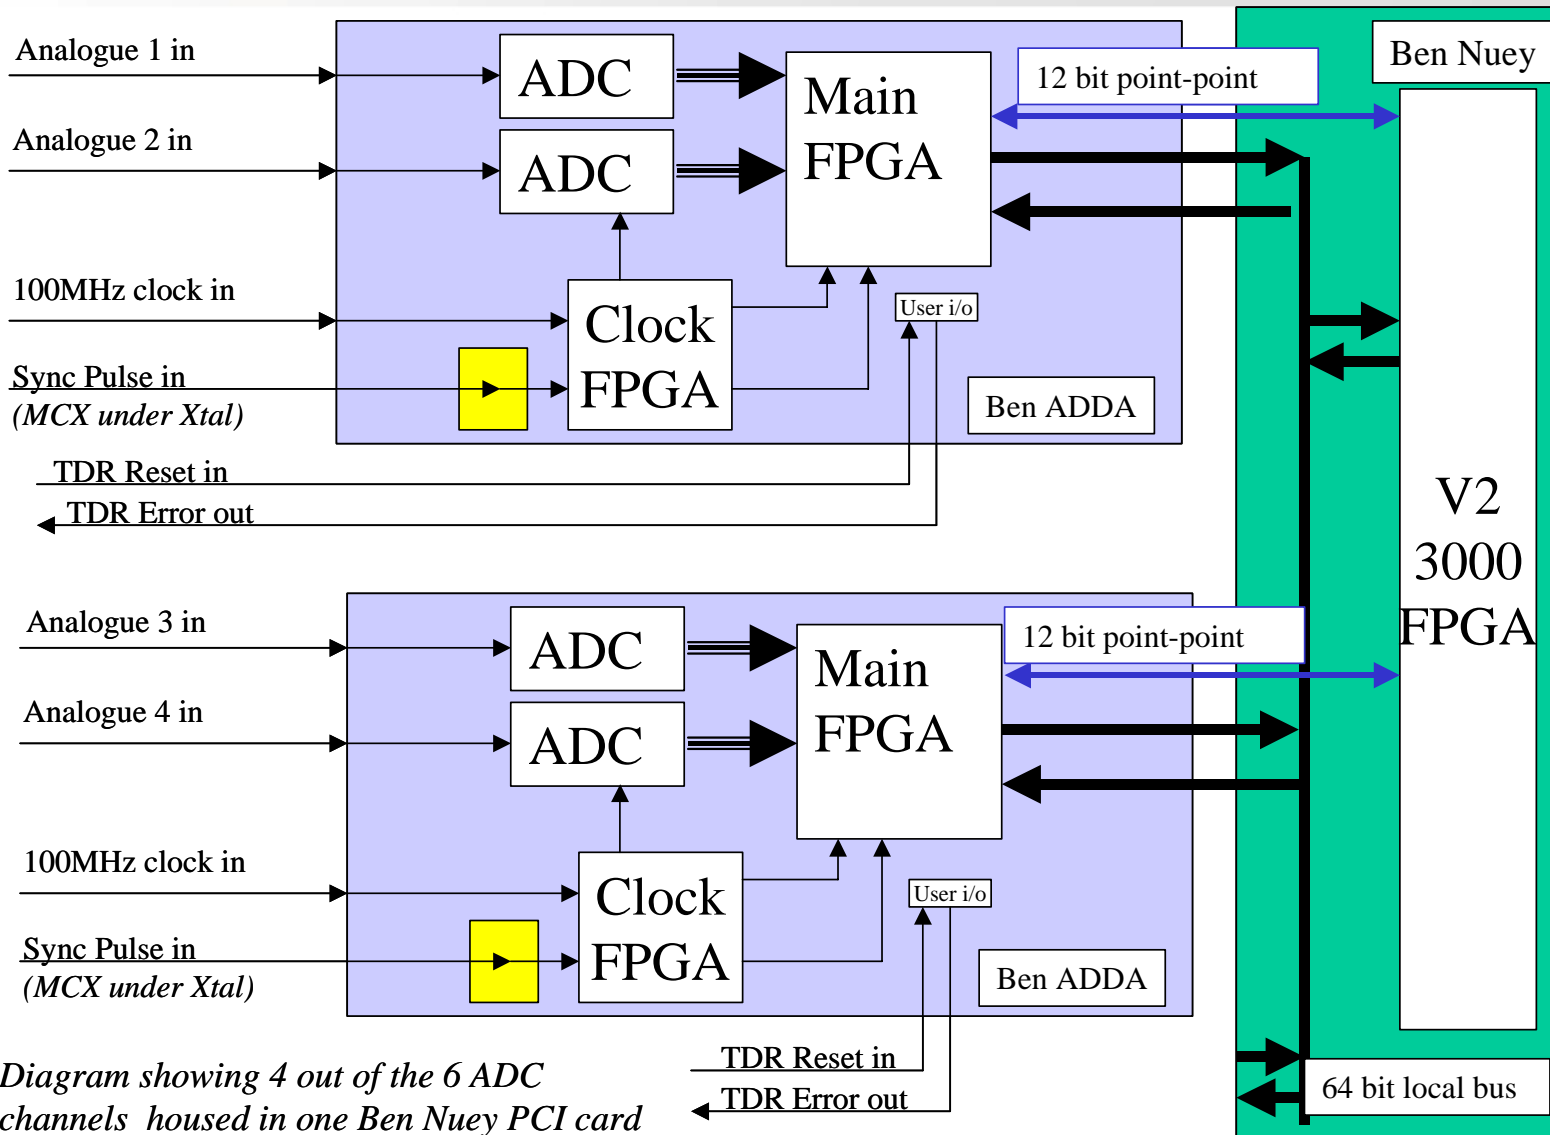 Analogue 1 in
ADC
Main
FPGA
12 bit point-point
Ben Nuey
Analogue 2 in
ADC
100MHz clock in
Clock
FPGA
User i/o
Sync Pulse in
(MCX under Xtal)
Ben ADDA
TDR Reset in
TDR Error out
V2
3000
FPGA
Analogue 3 in
ADC
Main
FPGA
12 bit point-point
Analogue 4 in
ADC
100MHz clock in
Clock
FPGA
User i/o
Sync Pulse in
(MCX under Xtal)
Ben ADDA
TDR Reset in
TDR Error out
64 bit local bus
Diagram showing 4 out of the 6 ADC
channels housed in one Ben Nuey PCI card